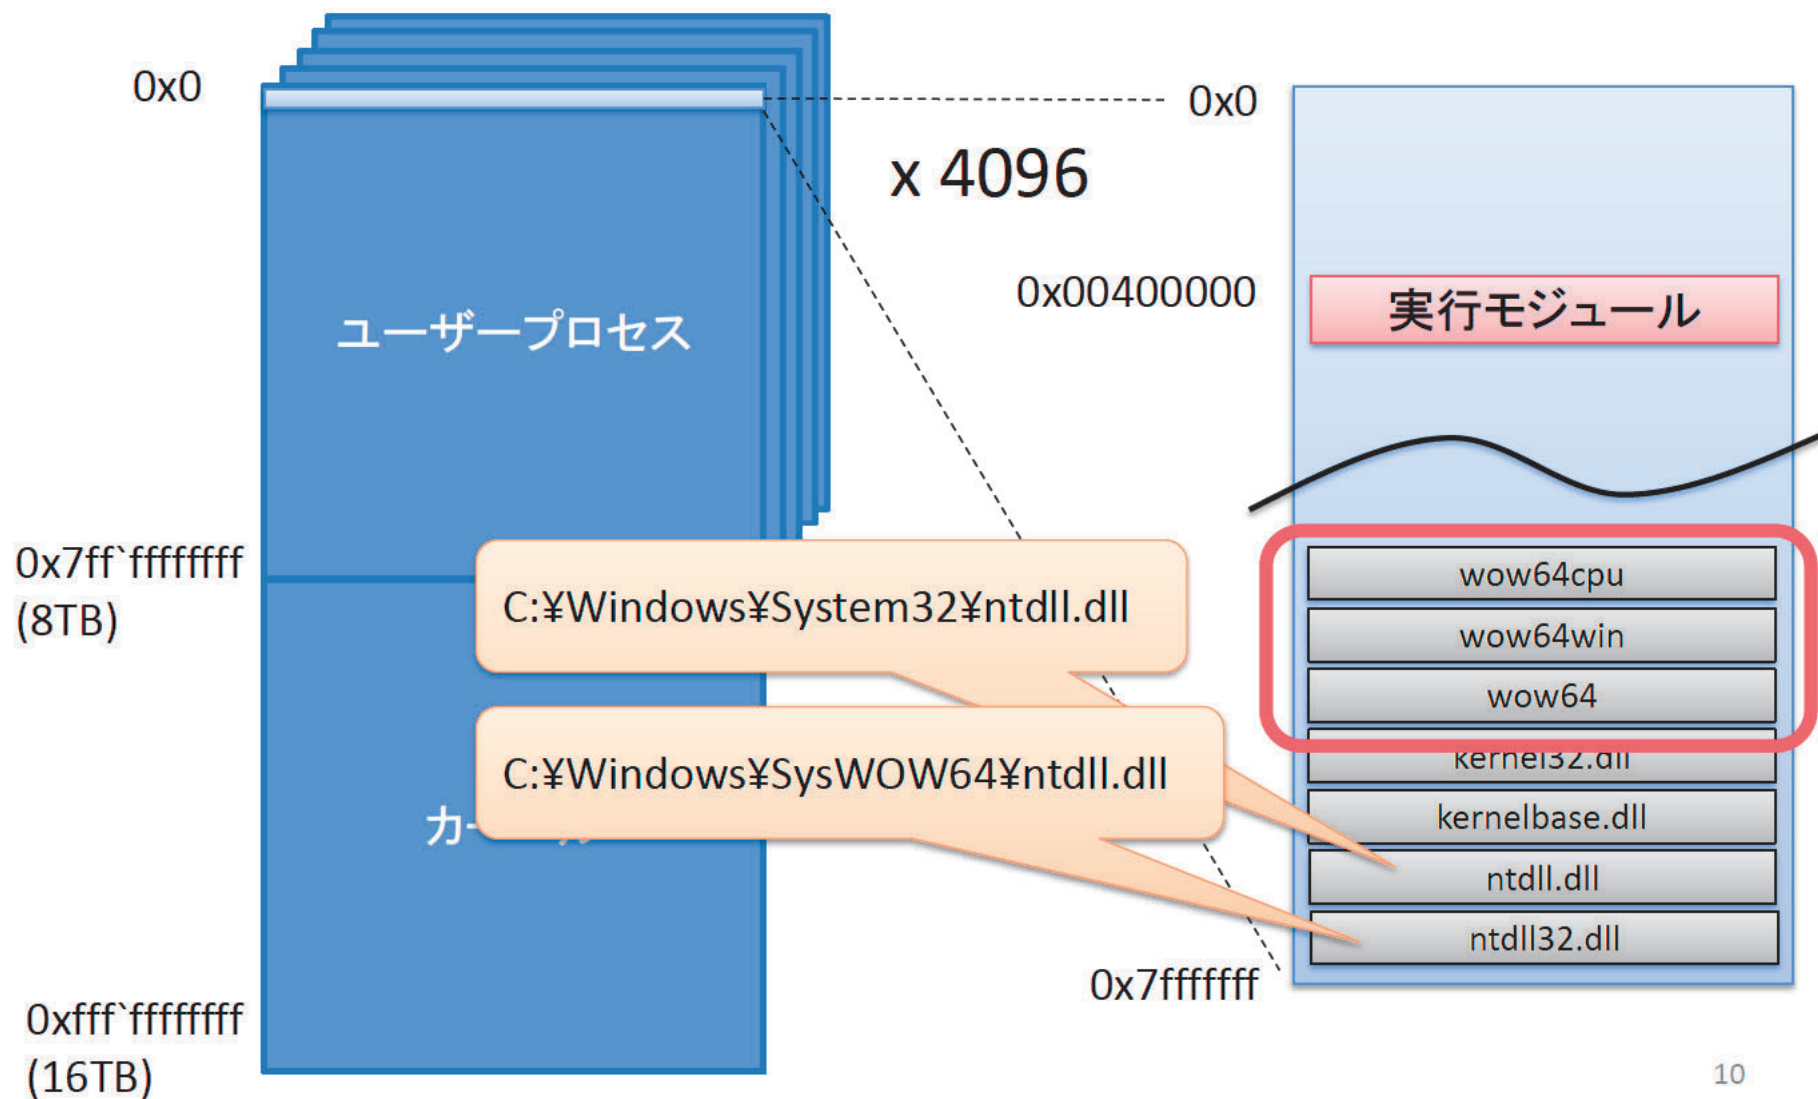 0x0
0x0
x 4096
0x00400000
実行モジュール
ユーザープロセス
0x7ff`ffffffff
(8TB)
C:¥Windows¥System32¥ntdll.dll
wow64cpu
wow64win
wow64
kernel32.dll
C:¥Windows¥SysWOW64¥ntdll.dll
kernelbase.dll
ntdll.dll
ntdll32.dll
0x7fffffff
0xfff`ffffffff
(16TB)
10